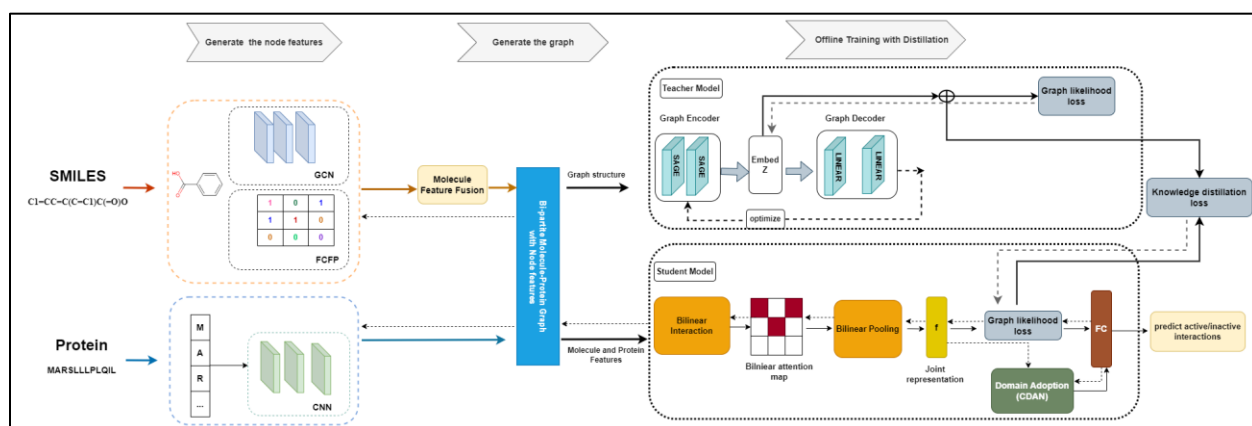 Generate the node features
Generate the graph
Offline Training with Distillation
SMILES
C1=CC=C(C=C1)C(=O)O
HO
O
GCN
1 0 1
1 1 0
0 0 0
FCFP
Molecule
Feature Fusion
Protein
MARSLLLPLQIL
M
A
R
...
CNN
Bi-partite Molecule-Protein Graph
with Node features
Graph structure
Molecule and Protein
Features
Teacher Model
Graph Encoder
SAGE
SAGE
Embed
Z
Graph Decoder
LINEAR
LINEAR
optimize
Graph likelihood
loss
Knowledge distillation
loss
Student Model
Bilinear
Interaction
Bilniear attention
map
Bilinear Pooling
f
Joint
representation
Graph likelihood
loss
FC
Domain Adoption
(CDAN)
predict active/inactive
interactions